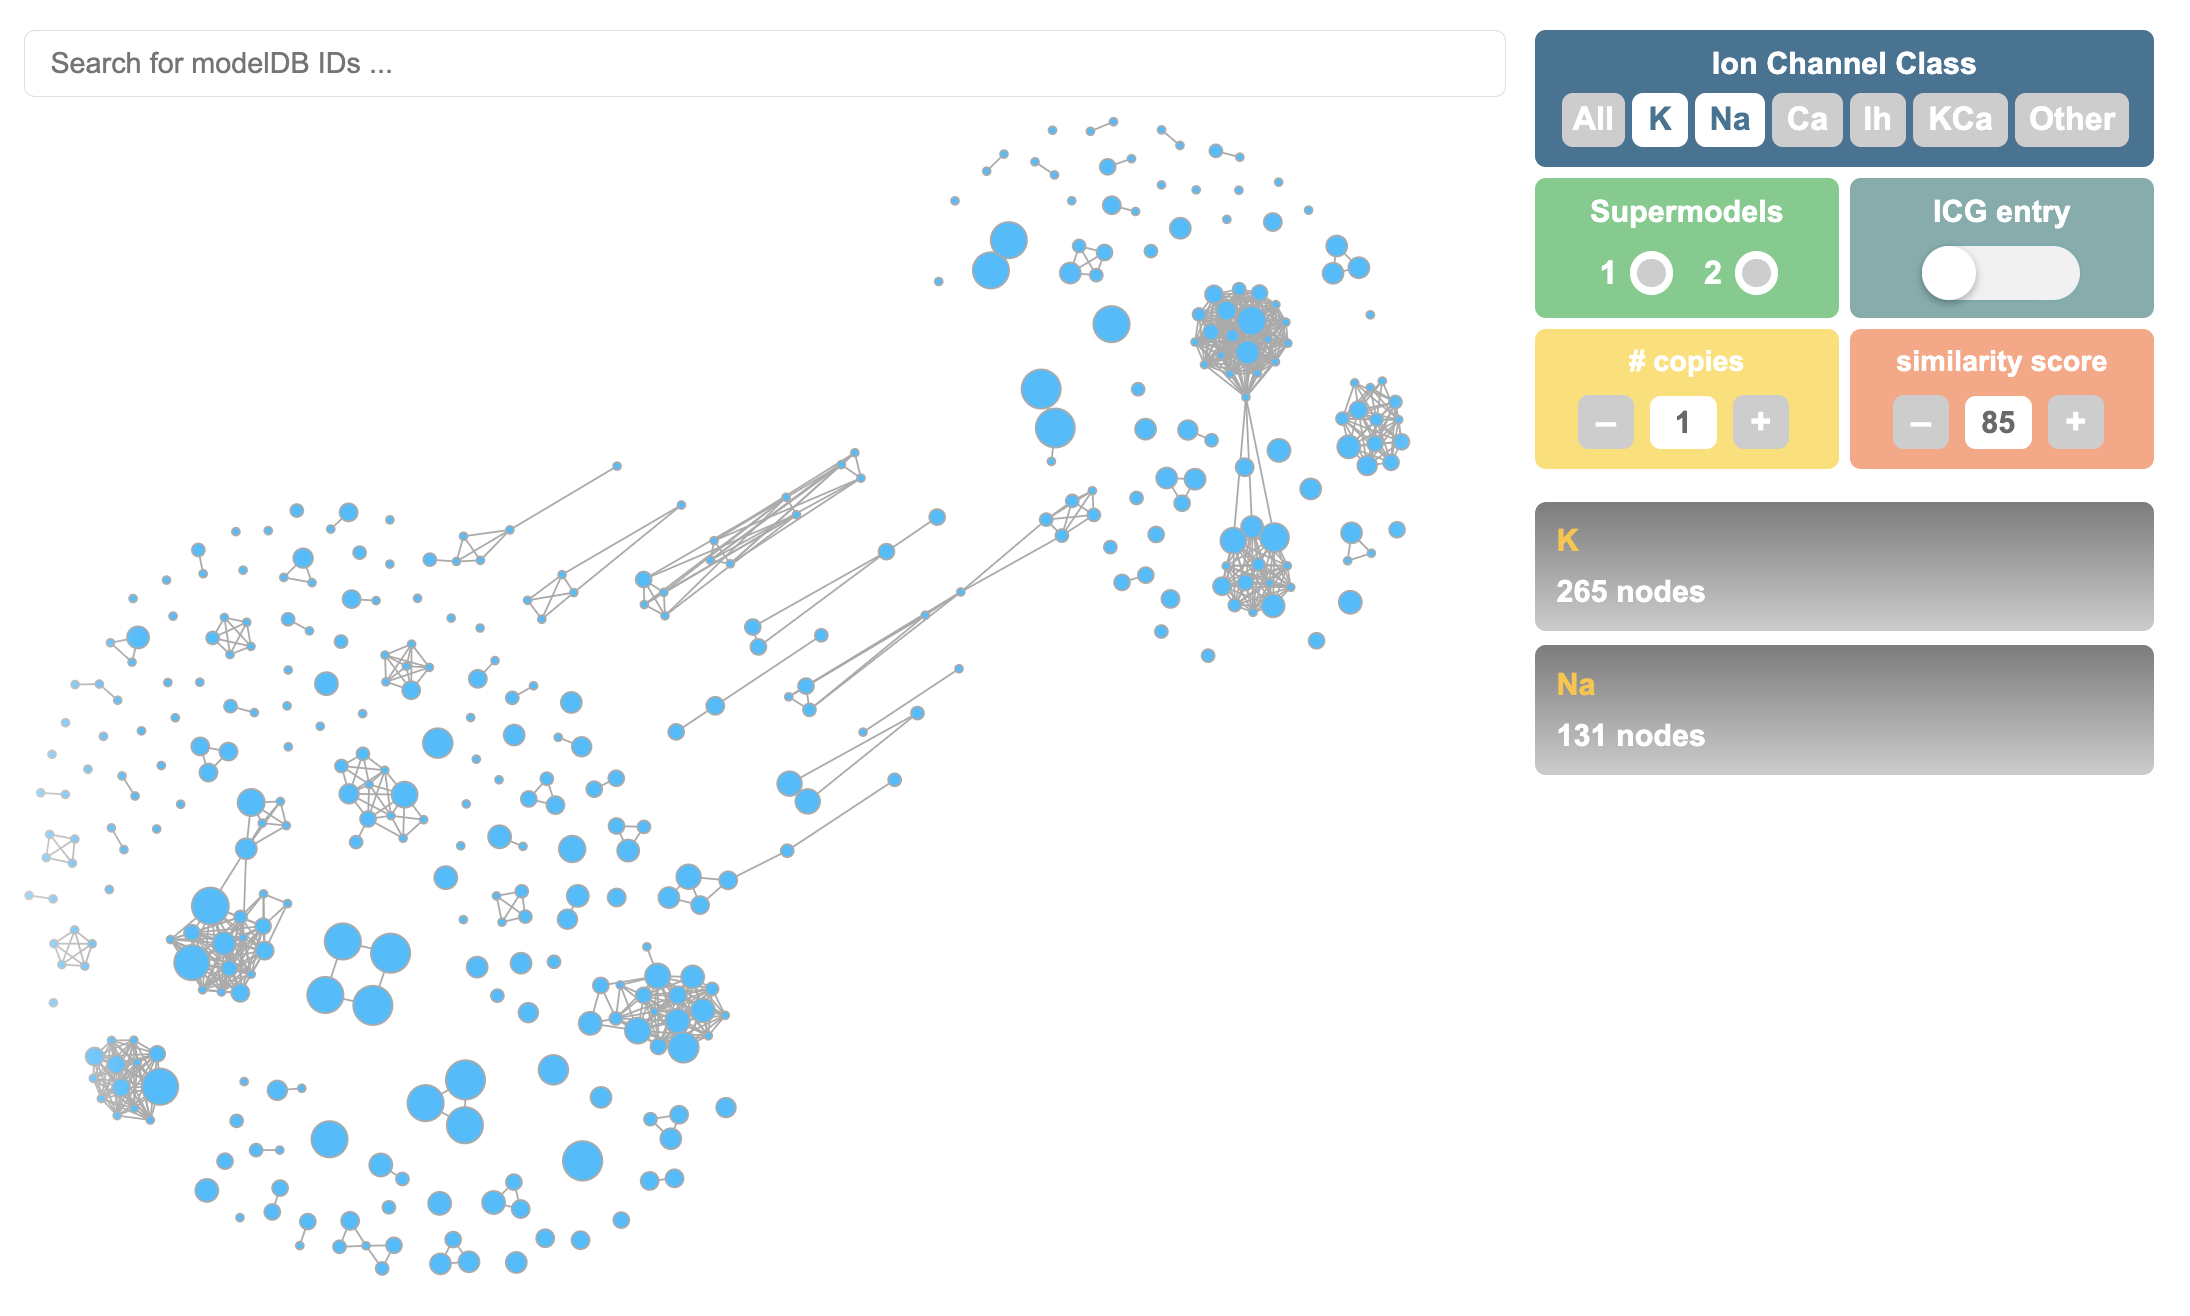 Search for modelDB IDs ...
Ion Channel Class
All K Na Ca Ih KCa Other
Supermodels
1 2
ICG entry
# copies
– 1 +
similarity score
– 85 +
K
265 nodes
Na
131 nodes